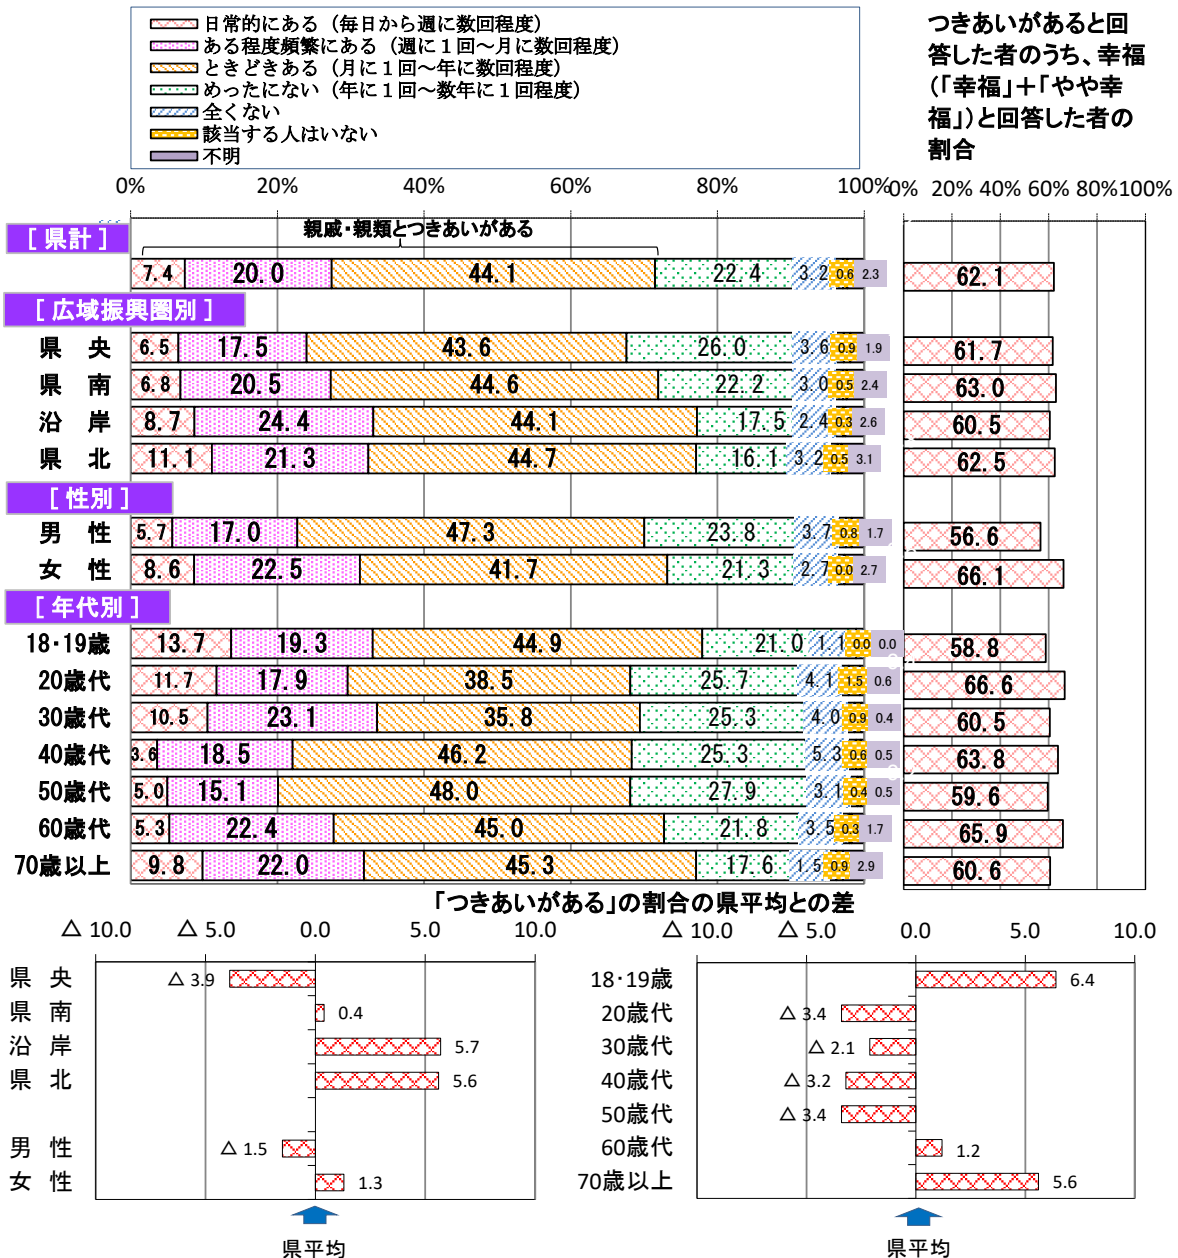 日常的にある（毎日から週に数回程度）
ある程度頻繁にある（週に１回～月に数回程度）
ときどきある（月に１回～年に数回程度）
めったにない（年に１回～数年に１回程度）
全くない
該当する人はいない
不明
つきあいがあると回
答した者のうち、幸福
（「幸福」＋「やや幸
福」）と回答した者の
割合
0% 20% 40% 60% 80% 100%
0% 20% 40% 60% 80% 100%
親戚・親類とつきあいがある
［県計］
7.4 20.0 44.1 22.4 3.2 0.6 2.3 62.1
［広域振興圏別］
県 央 6.5 17.5 43.6 26.0 3.6 0.9 1.9 61.7
県 南 6.8 20.5 44.6 22.2 3.0 0.5 2.4 63.0
沿 岸 8.7 24.4 44.1 17.5 2.4 0.3 2.6 60.5
県 北 11.1 21.3 44.7 16.1 3.2 0.5 3.1 62.5
［性別］
男 性 5.7 17.0 47.3 23.8 3.7 0.8 1.7 56.6
女 性 8.6 22.5 41.7 21.3 2.7 0.0 2.7 66.1
［年代別］
18・19歳 13.7 19.3 44.9 21.0 1.1 0.0 0.0 58.8
20歳代 11.7 17.9 38.5 25.7 4.1 1.5 0.6 66.6
30歳代 10.5 23.1 35.8 25.3 4.0 0.9 0.4 60.5
40歳代 3.6 18.5 46.2 25.3 5.3 0.6 0.5 63.8
50歳代 5.0 15.1 48.0 27.9 3.1 0.4 0.5 59.6
60歳代 5.3 22.4 45.0 21.8 3.5 0.3 1.7 65.9
70歳以上 9.8 22.0 45.3 17.6 1.5 0.9 2.9 60.6
「つきあいがある」の割合の県平均との差
△ 10.0 △ 5.0 0.0 5.0 10.0
県 央 △ 3.9
県 南 0.4
沿 岸 5.7
県 北 5.6
男 性 △ 1.5
女 性 1.3
県平均
△ 10.0 △ 5.0 0.0 5.0 10.0
18・19歳 6.4
20歳代 △ 3.4
30歳代 △ 2.1
40歳代 △ 3.2
50歳代 △ 3.4
60歳代 1.2
70歳以上 5.6
県平均